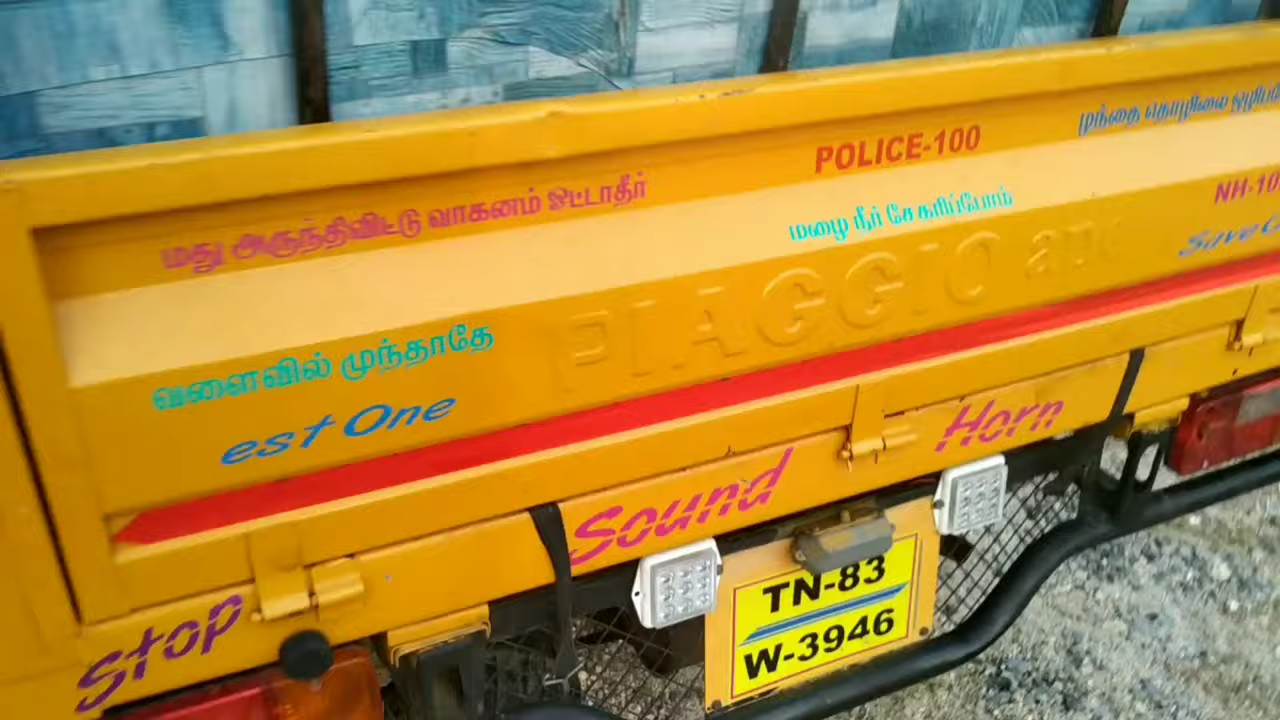 மது அருந்திவிட்டு வாகனம் ஓட்டாதீர்
POLICE-100
மழை நீர் சேகரிப்போம்
NH-10
வளைவில் முந்தாதே
est One
PIAGGIO ape
Save
Sound Horn
Stop
TN-83
W-3946